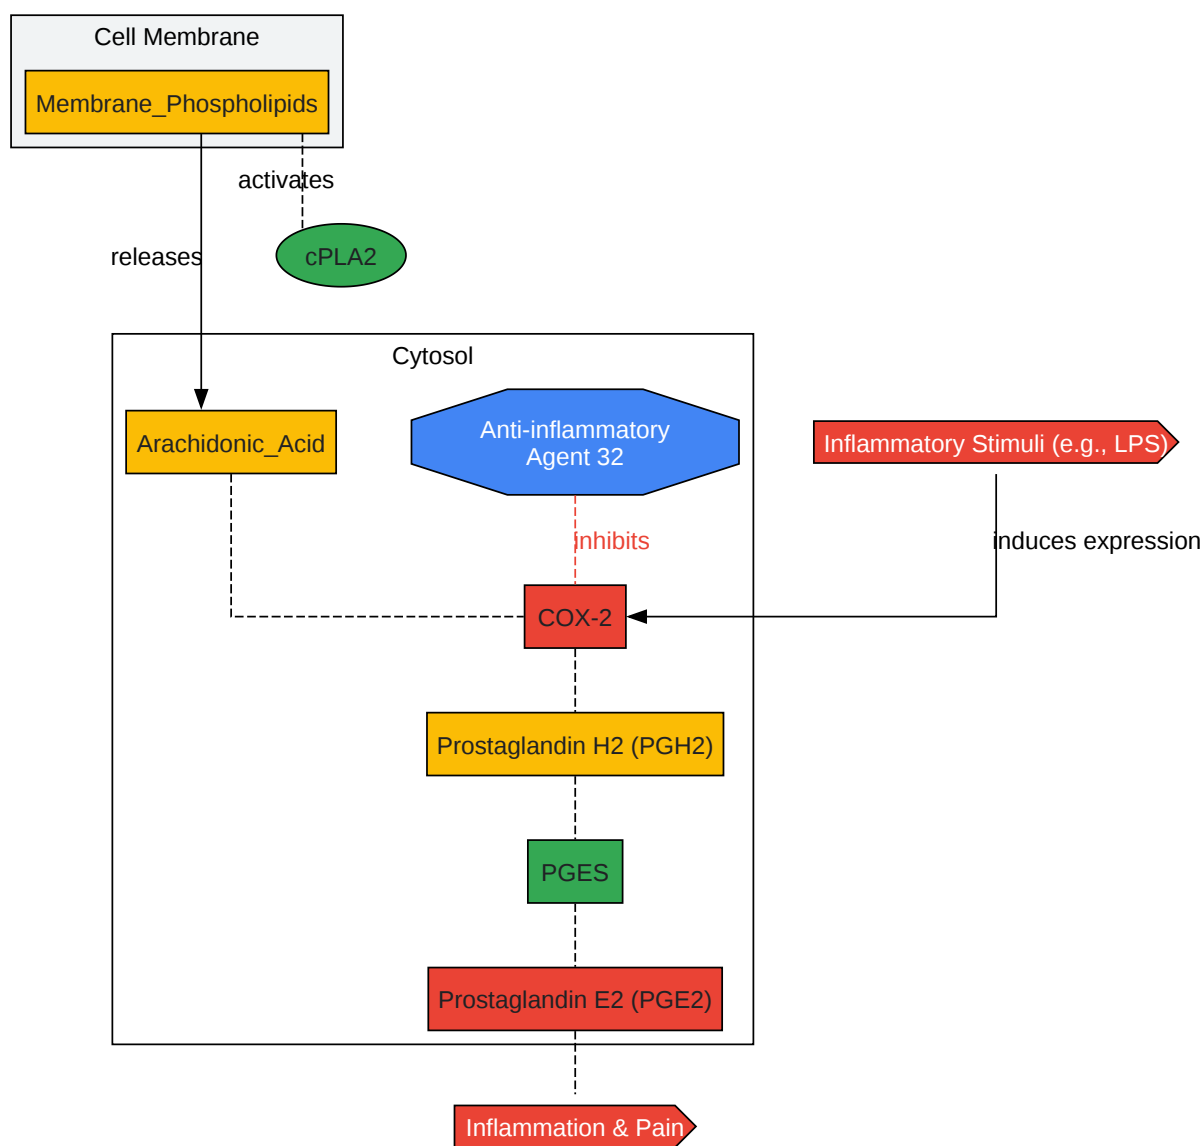 Cell Membrane
Membrane_Phospholipids
activates
releases
cPLA2
Cytosol
Arachidonic_Acid
Anti-inflammatory
Agent 32
Inflammatory Stimuli (e.g., LPS)
inhibits
induces expression
COX-2
Prostaglandin H2 (PGH2)
PGES
Prostaglandin E2 (PGE2)
Inflammation & Pain